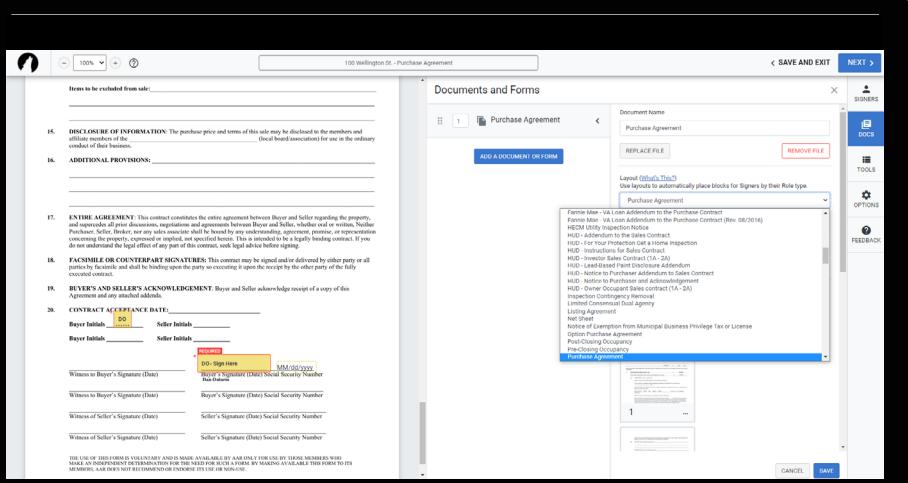 100%
100 Wellington St. - Purchase Agreement
SAVE AND EXIT
NEXT
Items to be excluded from sale:
15. DISCLOSURE OF INFORMATION: The purchase price and terms of this sale may be disclosed to the members and
affiliate members of the (local board/association) for use in the ordinary
conduct of their business.
16. ADDITIONAL PROVISIONS:
17. ENTIRE AGREEMENT: This contract constitutes the entire agreement between Buyer and Seller regarding the property,
and supercedes all prior discussions, negotiations and agreements between Buyer and Seller, whether oral or written, Neither
Purchaser, Seller, Broker, nor any sales associate shall be bound by any understanding, agreement, promise, or representation
concerning the property, expressed or implied, not specified herein. This is intended to be a legally binding contract. If you
do not understand the legal effect of any part of this contract, seek legal advice before signing.
18. FACSIMILE OR COUNTERPART SIGNATURES: This contract may be signed and/or delivered by either party or all
parties by facsimile and shall be binding upon the party so executing it upon the receipt by the other party of the fully
executed contract.
19. BUYER'S AND SELLER'S ACKNOWLEDGEMENT: Buyer and Seller acknowledge receipt of a copy of this
Agreement and any attached addenda.
20. CONTRACT ACCEPTANCE DATE:
DO
Buyer Initials Seller Initials
Buyer Initials Seller Initials
REQUIRED
DO - Sign Here
MM/dd/yyyy
Witness to Buyer's Signature (Date) Buyer's Signature (Date) Social Security Number
Witness to Buyer's Signature (Date) Buyer's Signature (Date) Social Security Number
Witness of Seller's Signature (Date) Seller's Signature (Date) Social Security Number
Witness of Seller's Signature (Date) Seller's Signature (Date) Social Security Number
THE USE OF THIS FORM IS VOLUNTARY AND IS MADE AVAILABLE BY AAR ONLY FOR USE BY THOSE MEMBERS WHO
MAKE AN INDEPENDENT DETERMINATION FOR THE NEED FOR SUCH A FORM. BY MAKING AVAILABLE THIS FORM TO ITS
MEMBERS, AAR DOES NOT RECOMMEND OR ENDORSE ITS USE OR NON-USE.
Documents and Forms
1 Purchase Agreement
ADD A DOCUMENT OR FORM
Document Name
Purchase Agreement
REPLACE FILE
REMOVE FILE
Layout (What's This?)
Use layouts to automatically place blocks for Signers by their Role type.
Purchase Agreement
Fannie Mae - VA Loan Addendum to the Purchase Contract
Fannie Mae - VA Loan Addendum to the Purchase Contract (Rev. 08/2016)
HECM Utility Inspection Notice
HUD - Addendum to the Sales Contract
HUD - For Your Protection Get a Home Inspection
HUD - Instructions for Sales Contract
HUD - Investor Sales Contract (1A - 2A)
HUD - Lead-Based Paint Disclosure Addendum
HUD - Notice to Purchaser Addendum to Sales Contract
HUD - Notice to Purchaser and Acknowledgement
HUD - Owner Occupant Sales contract (1A - 2A)
Inspection Contingency Removal
Limited Consensual Dual Agency
Listing Agreement
Net Sheet
Notice of Exemption from Municipal Business Privilege Tax or License
Option Purchase Agreement
Post-Closing Occupancy
Pre-Closing Occupancy
Purchase Agreement
1 ...
CANCEL
SAVE
SIGNERS
DOCS
TOOLS
OPTIONS
FEEDBACK